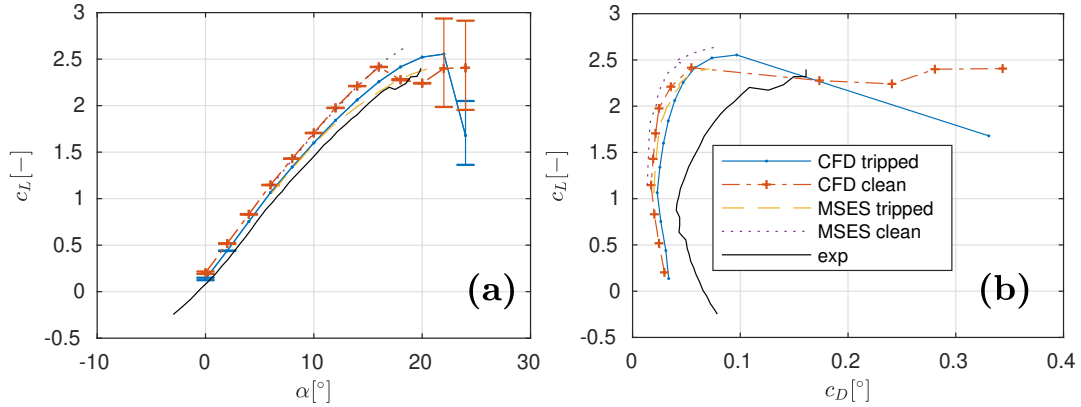 3
2.5
2
1.5
1
0.5
0
-0.5
c_L[-]
-10
0
10
20
30
α[°]
(a)
3
2.5
2
1.5
1
0.5
0
-0.5
c_L[-]
CFD tripped
CFD clean
MSES tripped
MSES clean
exp
(b)
0
0.1
0.2
0.3
0.4
c_D[°]